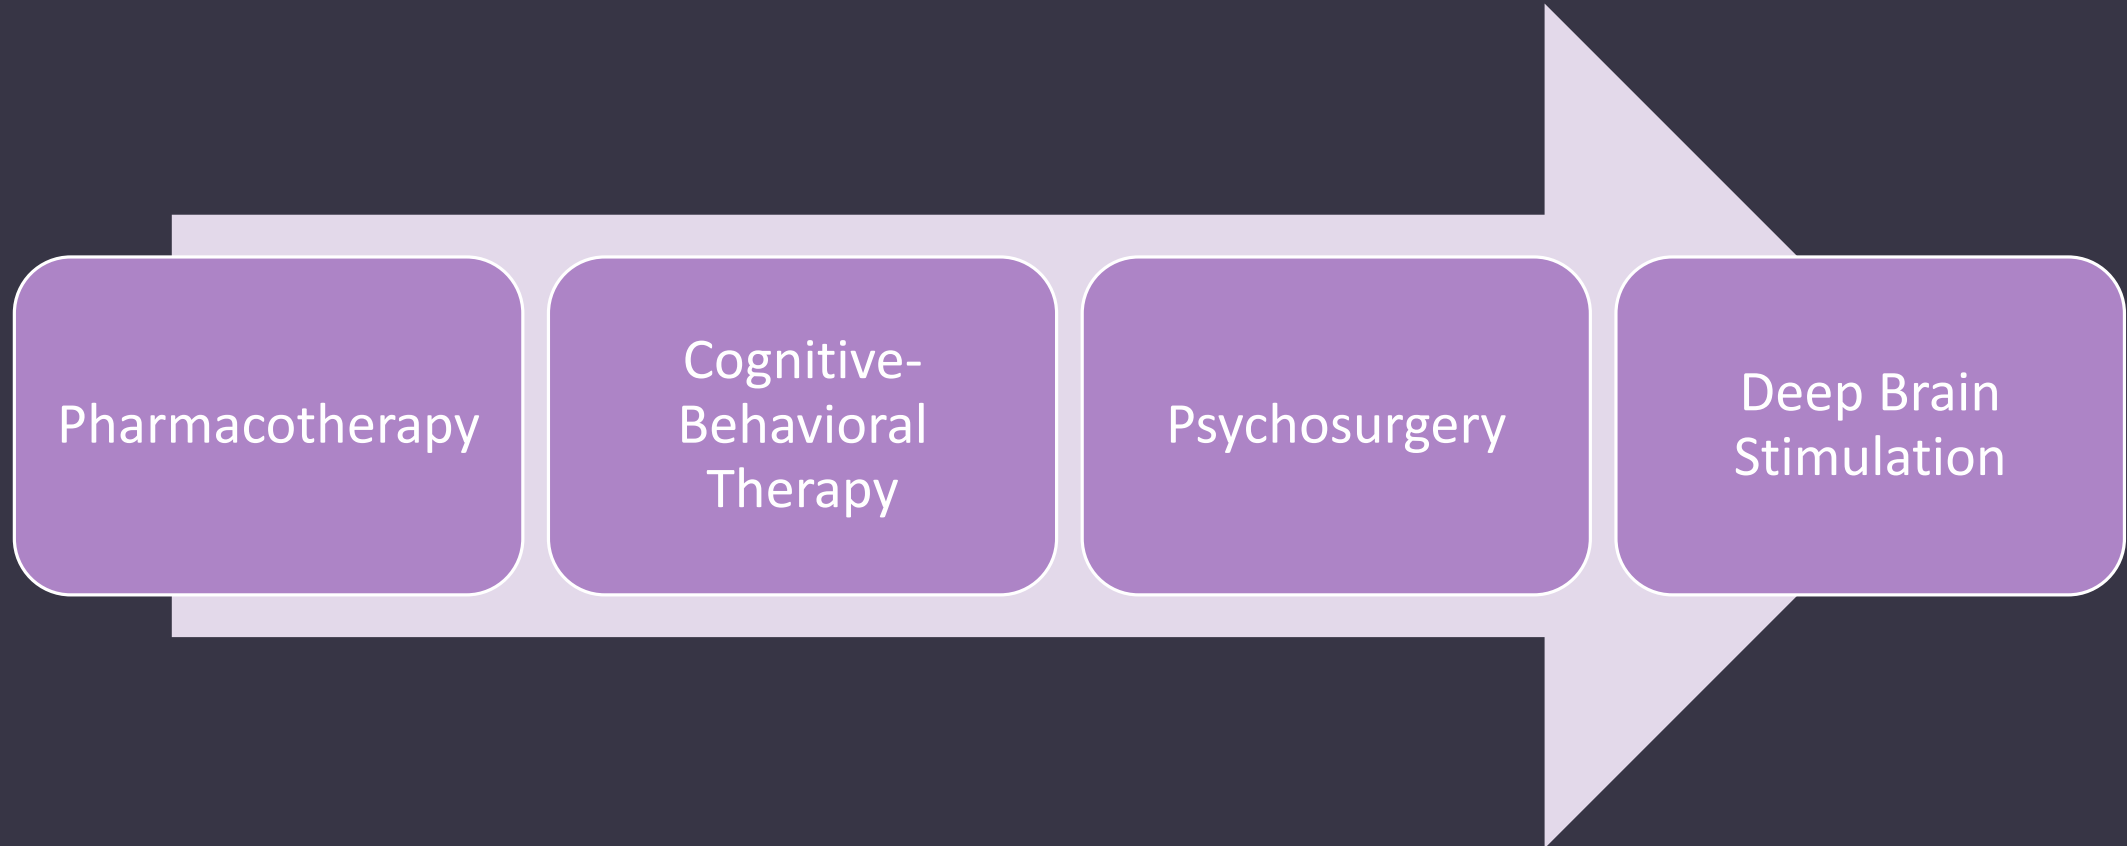 Pharmacotherapy
Cognitive-
Behavioral
Therapy
Psychosurgery
Deep Brain
Stimulation